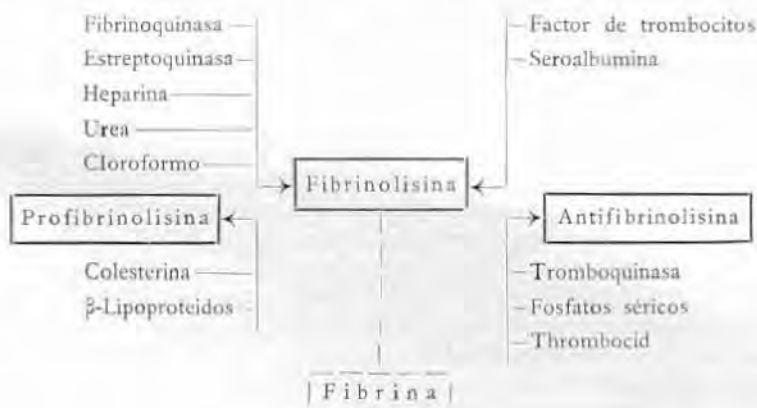 Fibrinoquinasa
Estreptoquinasa
Heparina
Urea
Cloroformo
Factor de trombocitos
Seroalbumina
Fibrinolisina
Profibrinolisina
Antifibrinolisina
Colesterina
β-Lipoproteidos
Tromboquinasa
Fosfatos séricos
Thrombocid
Fibrina